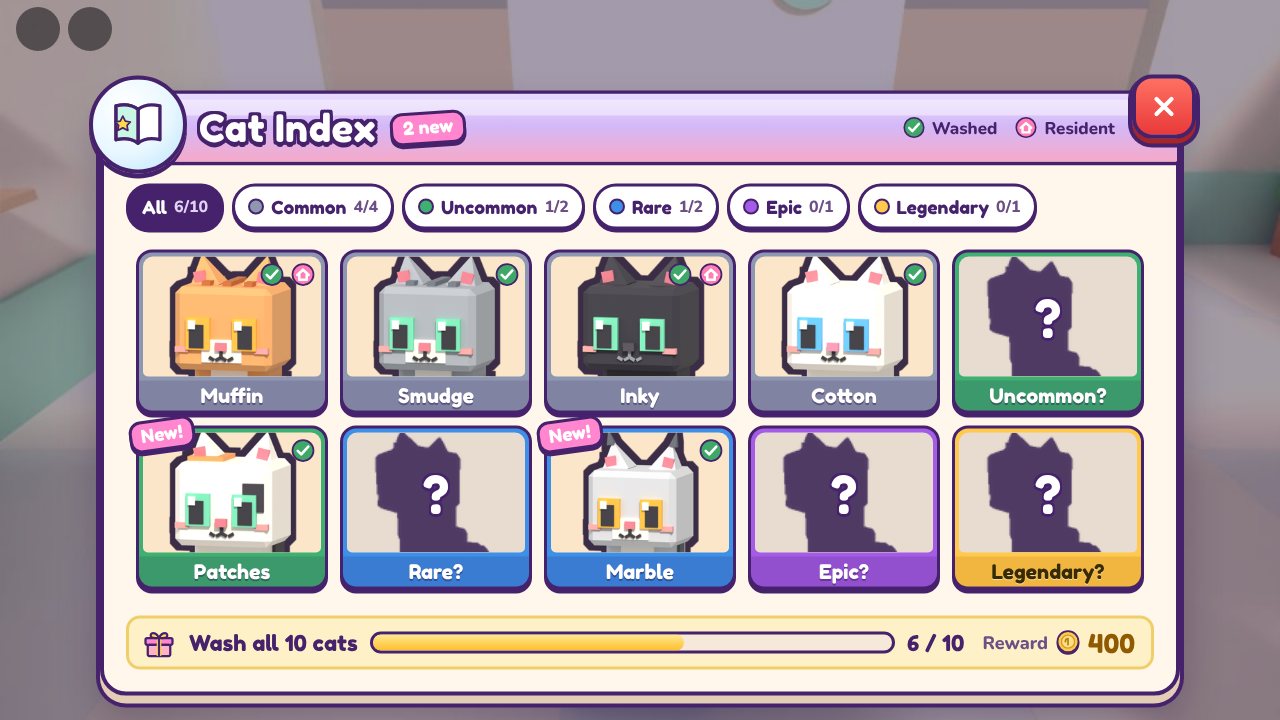 Cat Index
2 new
Washed
Resident
All 6/10
Common 4/4
Uncommon 1/2
Rare 1/2
Epic 0/1
Legendary 0/1
Muffin
Smudge
Inky
Cotton
?
Uncommon?
New!
Patches
?
Rare?
New!
Marble
?
Epic?
?
Legendary?
Wash all 10 cats
6 / 10
Reward 1 400